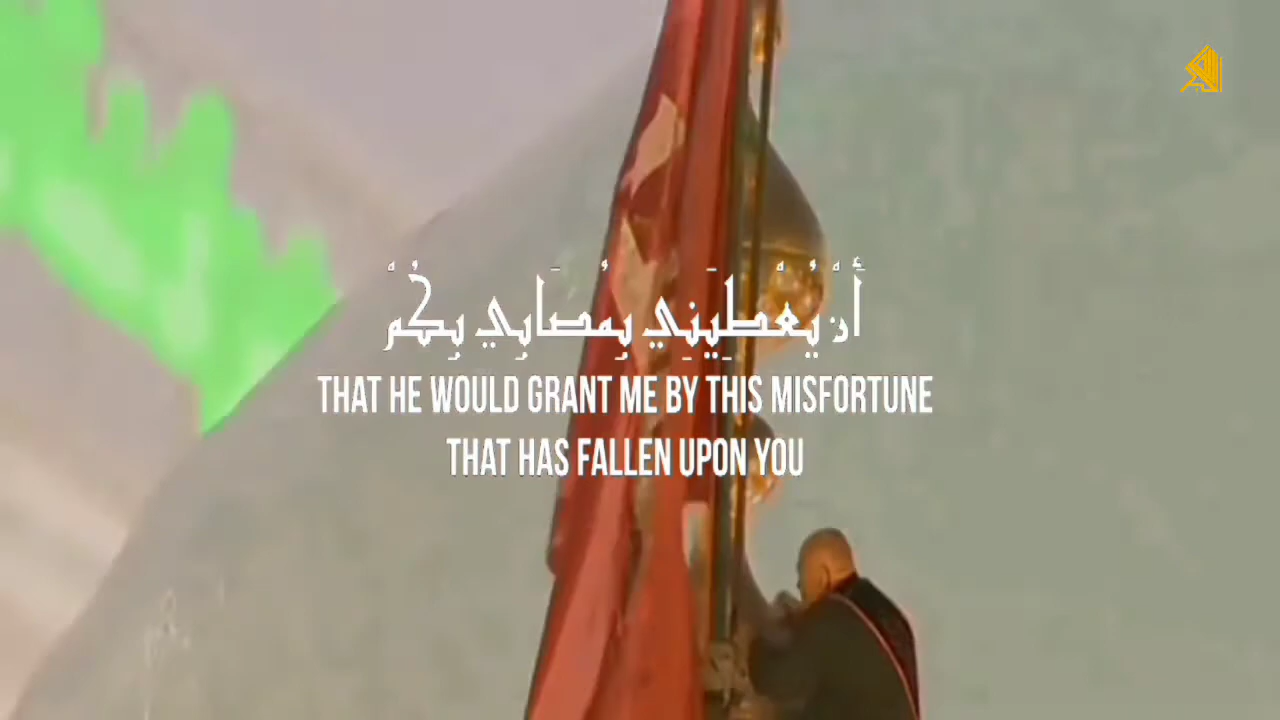 أَنْ يُعْطِيَنِي بِمُصَابِي بِكُمْ
THAT HE WOULD GRANT ME BY THIS MISFORTUNE
THAT HAS FALLEN UPON YOU